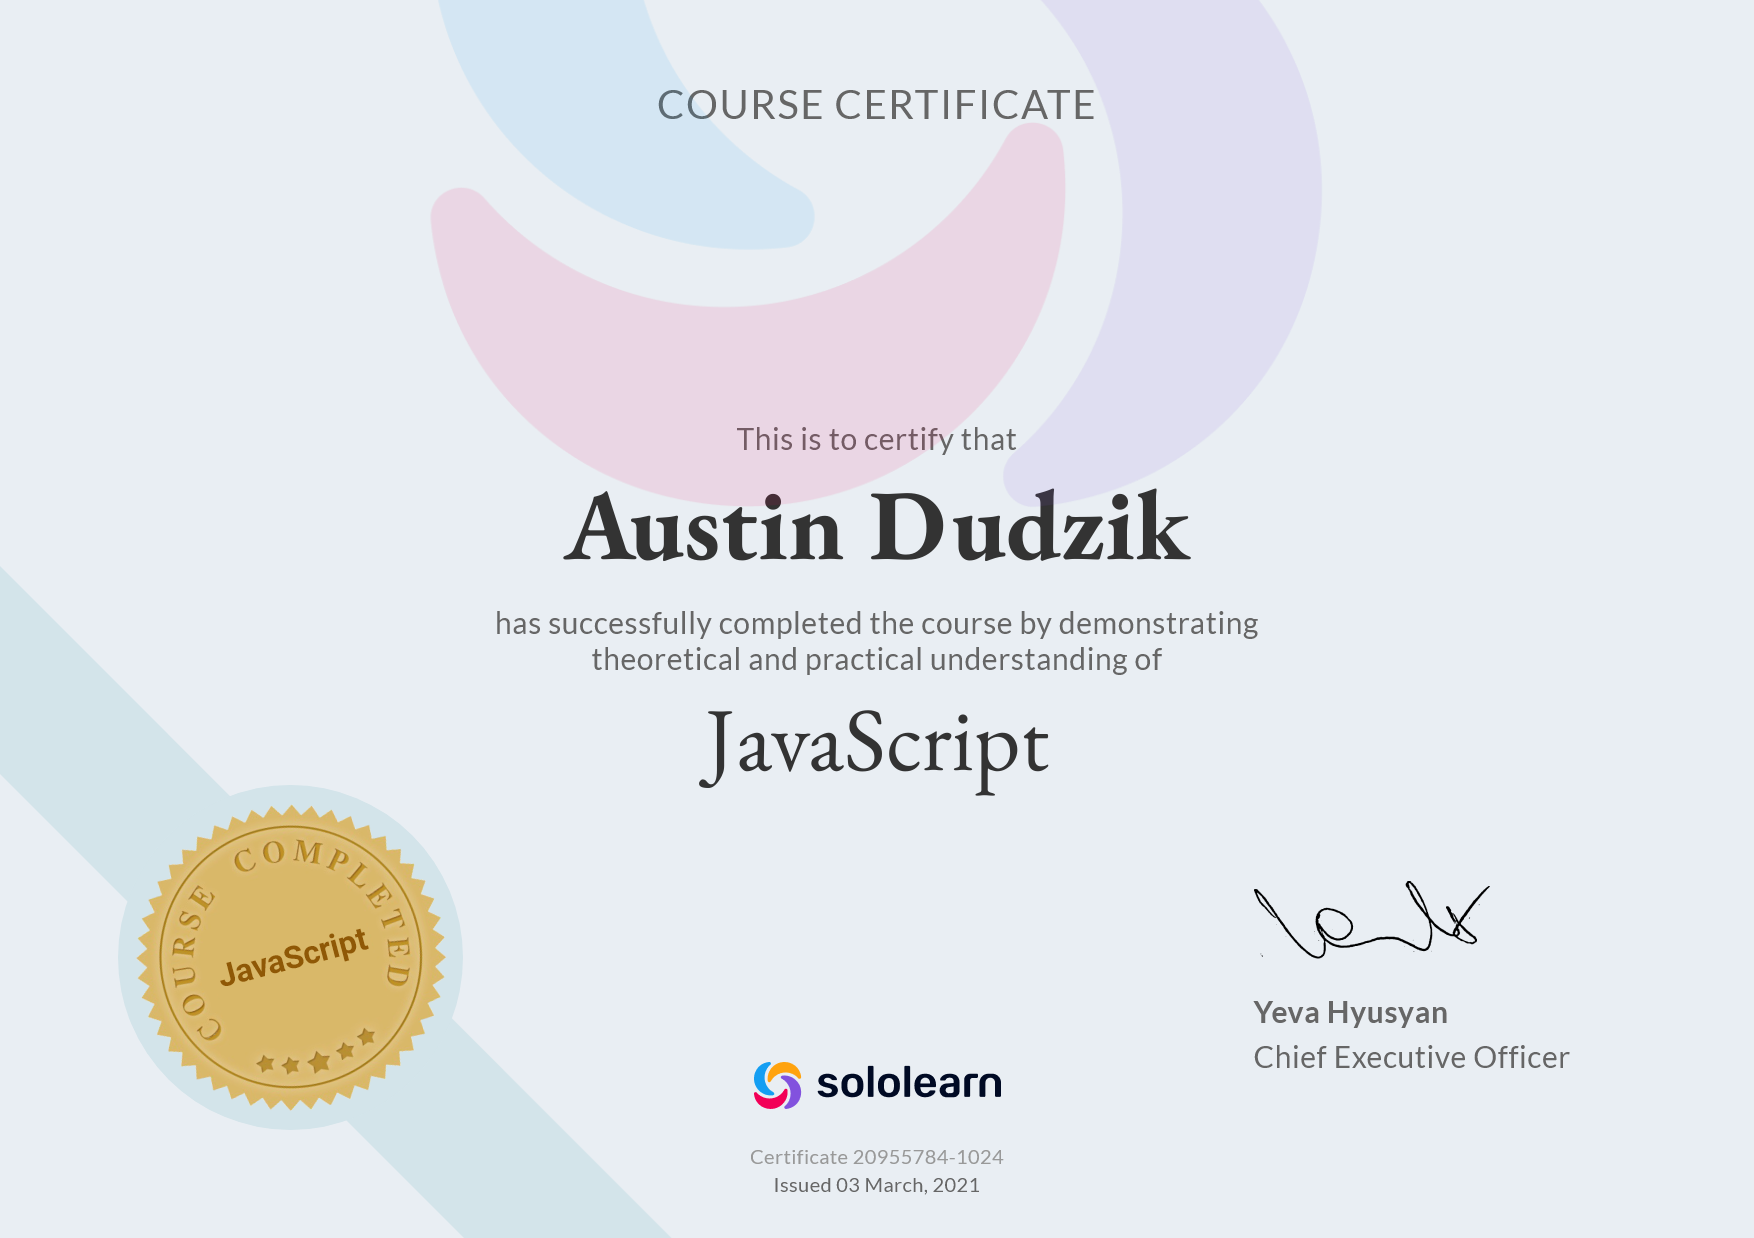 COURSE CERTIFICATE
This is to certify that
Austin Dudzik
has successfully completed the course by demonstrating
theoretical and practical understanding of
JavaScript
COURSE COMPLETED
JavaScript
Yeva Hyusyan
Chief Executive Officer
sololearn
Certificate 20955784-1024
Issued 03 March, 2021